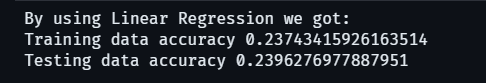 By using Linear Regression we got:
Training data accuracy 0.23743415926163514
Testing data accuracy 0.2396276977887951